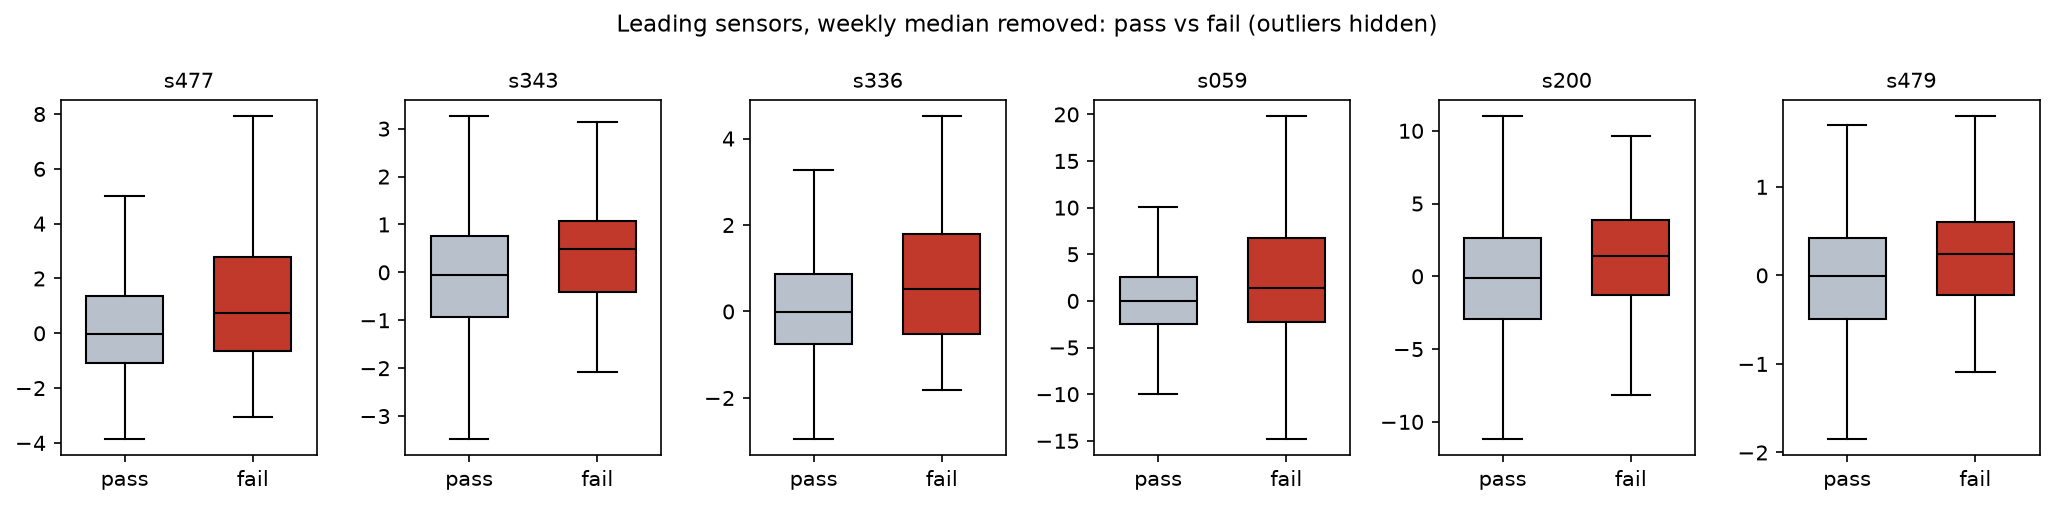 Leading sensors, weekly median removed: pass vs fail (outliers hidden)
s477
8
6
4
2
0
−2
−4
pass fail
s343
3
2
1
0
−1
−2
−3
pass fail
s336
4
2
0
−2
pass fail
s059
20
15
10
5
0
−5
−10
−15
pass fail
s200
10
5
0
−5
−10
pass fail
s479
1
0
−1
−2
pass fail